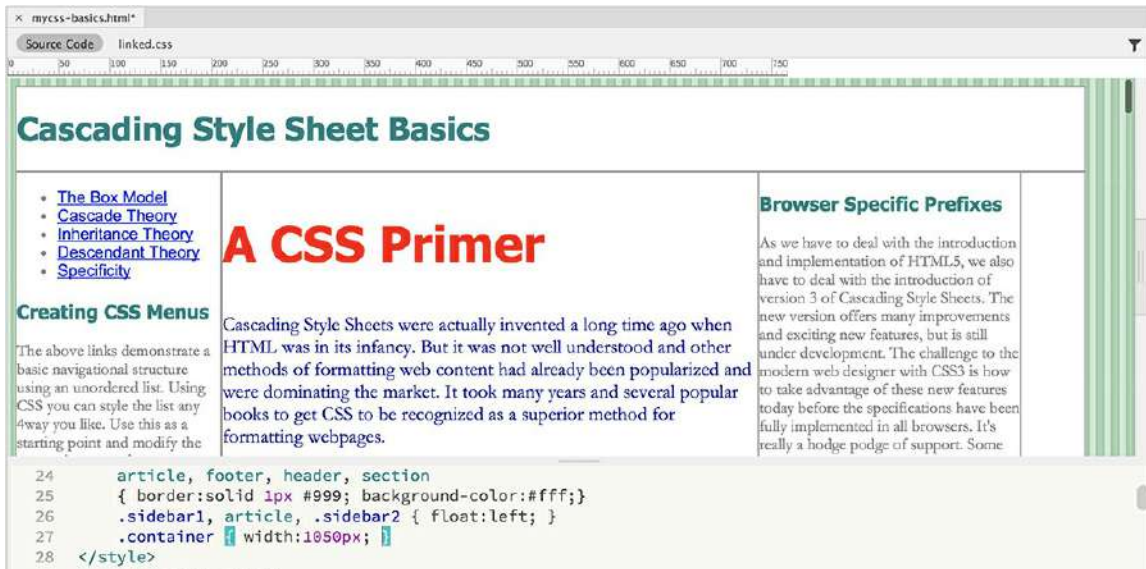 × mycss-basics.html*
Source Code linked.css
0 50 100 150 200 250 300 350 400 450 500 550 600 650 700 750
Cascading Style Sheet Basics
The Box Model
Cascade Theory
Inheritance Theory
Descendant Theory
Specificity
Creating CSS Menus
The above links demonstrate a
basic navigational structure
using an unordered list. Using
CSS you can style the list any
4way you like. Use this as a
starting point and modify the
A CSS Primer
Cascading Style Sheets were actually invented a long time ago when
HTML was in its infancy. But it was not well understood and other
methods of formatting web content had already been popularized and
were dominating the market. It took many years and several popular
books to get CSS to be recognized as a superior method for
formatting webpages.
Browser Specific Prefixes
As we have to deal with the introduction
and implementation of HTML5, we also
have to deal with the introduction of
version 3 of Cascading Style Sheets. The
new version offers many improvements
and exciting new features, but is still
under development. The challenge to the
modern web designer with CSS3 is how
to take advantage of these new features
today before the specifications have been
fully implemented in all browsers. It's
really a hodge podge of support. Some
24 article, footer, header, section
25 { border:solid 1px #999; background-color:#fff;}
26 .sidebar1, article, .sidebar2 { float:left; }
27 .container { width:1050px; }
28 </style>